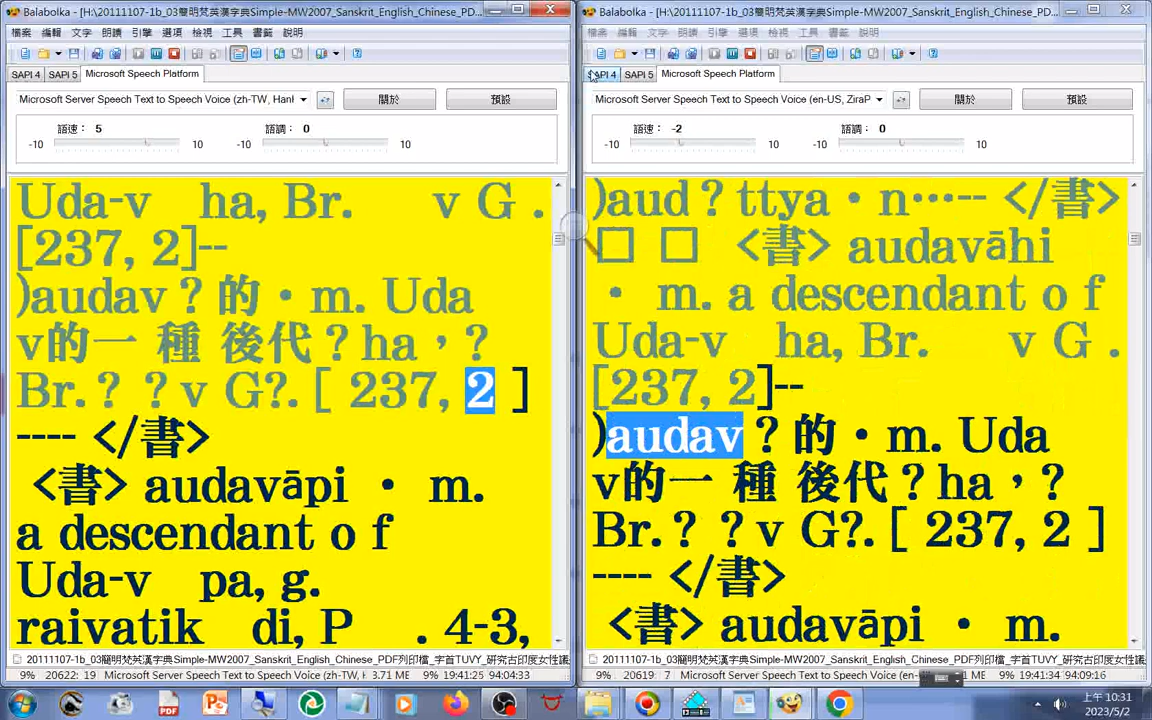 Balabolka - [H:\20111107-1b_03簡明梵英漢字典Simple-MW2007_Sanskrit_English_Chinese_PD...
檔案 編輯 文字 朗讀 引擎 選項 檢視 工具 書籤 說明
SAPI 4 SAPI 5 Microsoft Speech Platform
Microsoft Server Speech Text to Speech Voice (zh-TW, Hanl
關於 預設
語速： 5 語調： 0
-10 10 -10 10
Uda-v ha, Br. v G .
[237, 2]--
)audav？的・m. Uda
v的一 種 後代？ha，？
Br.？ ？v G?. [ 237, 2 ]
---- </書>
<書> audavāpi ・ m.
a descendant o f
Uda-v pa, g.
raivatik di, P . 4-3,
20111107-1b_03簡明梵英漢字典Simple-MW2007_Sanskrit_English_Chinese_PDF列印檔_字首TUVY_研究古印度女性議
9% 20622: 19 Microsoft Server Speech Text to Speech Voice (zh-TW, H 3.71 ME 9% 19:41:25 94:04:33
Balabolka - [H:\20111107-1b_03簡明梵英漢字典Simple-MW2007_Sanskrit_English_Chinese_PD...
檔案 編輯 文字 朗讀 引擎 選項 檢視 工具 書籤 說明
SAPI 4 SAPI 5 Microsoft Speech Platform
Microsoft Server Speech Text to Speech Voice (en-US, ZiraP
關於 預設
語速： -2 語調： 0
-10 10 -10 10
)aud？ttya・n…-- </書>
□ □ <書> audavāhi
・ m. a descendant o f
Uda-v ha, Br. v G .
[237, 2]--
)audav？的・m. Uda
v的一 種 後代？ha，？
Br.？ ？v G?. [ 237, 2 ]
---- </書>
<書> audavāpi ・ m.
20111107-1b_03簡明梵英漢字典Simple-MW2007_Sanskrit_English_Chinese_PDF列印檔_字首TUVY_研究古印度女性議
9% 20619: 7 Microsoft Server Speech Text to Speech Voice (en- 9% 19:41:34 94:09:16
上午 10:31
2023/5/2